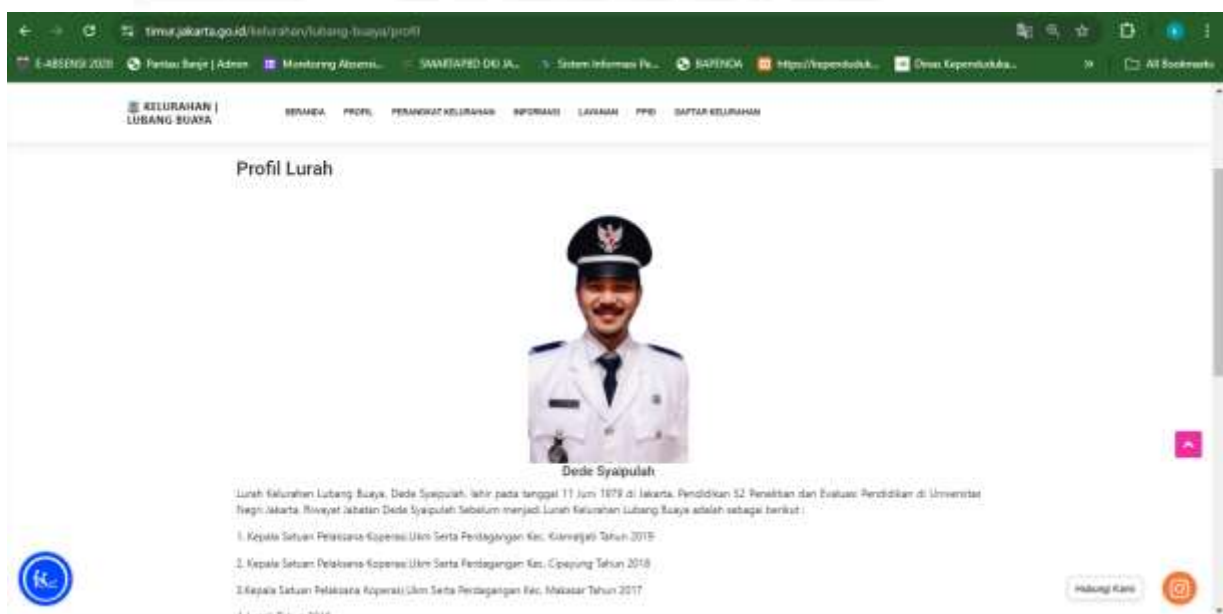 timur.jakarta.go.id/kelurahan/lubang-buaya/profil
E-ABSENSI 2020 Pantau Banjir | Admin Monitoring Absensi... SMARTAPBD DKI JA... Sistem Informasi Pe... BAPENDA https://kependuduk... Dinas Kependuduka... » All Bookmarks
KELURAHAN |
LUBANG BUAYA
BERANDA PROFIL PERANGKAT KELURAHAN INFORMASI LAYANAN PPID DAFTAR KELURAHAN
Profil Lurah
Dede Syaipulah
Lurah Kelurahan Lubang Buaya, Dede Syaipulah, lahir pada tanggal 11 Juni 1979 di Jakarta. Pendidikan S2 Penelitian dan Evaluasi Pendidikan di Universitas
Negri Jakarta. Riwayat Jabatan Dede Syaipulah Sebelum menjadi Lurah Kelurahan Lubang Buaya adalah sebagai berikut :
1. Kepala Satuan Pelaksana Koperasi,Ukm Serta Perdagangan Kec. Kramatjati Tahun 2019
2. Kepala Satuan Pelaksana Koperasi,Ukm Serta Perdagangan Kec. Cipayung Tahun 2018
3.Kepala Satuan Pelaksana Koperasi,Ukm Serta Perdagangan Kec. Makasar Tahun 2017
Hubungi Kami